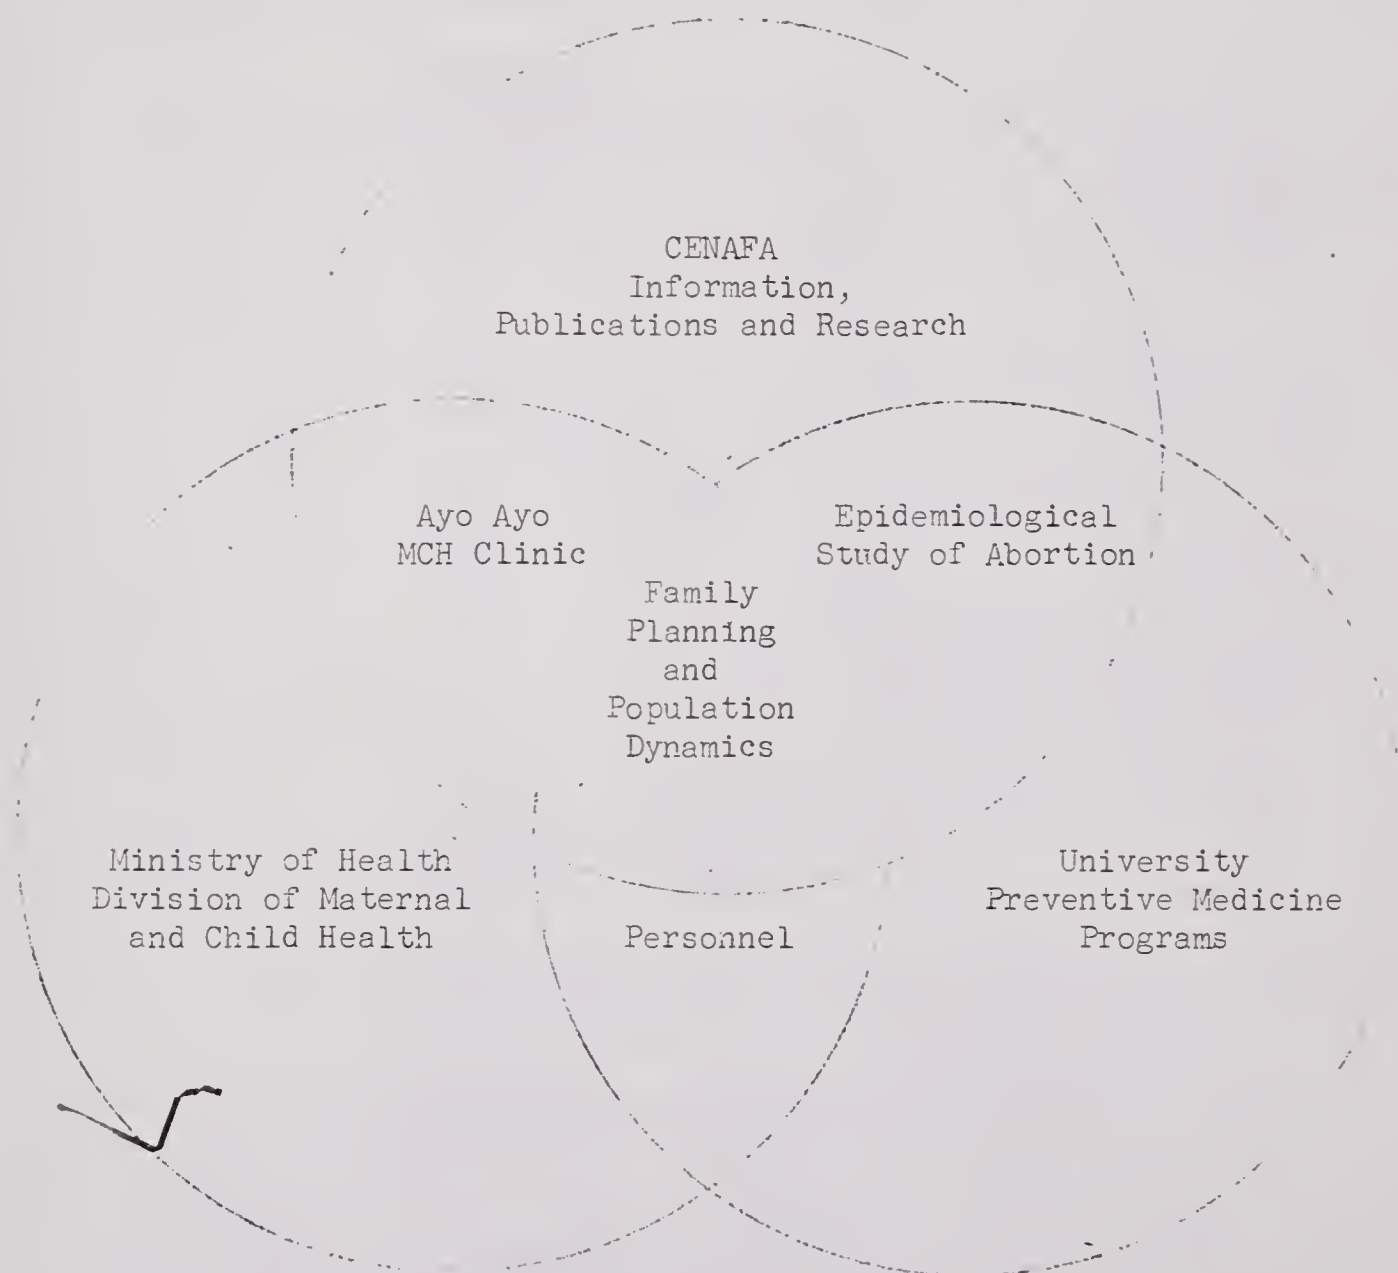 CENAFA
Information,
Publications and Research
Ayo Ayo
MCH Clinic
Epidemiological
Study of Abortion
Family
Planning
and
Population
Dynamics
Ministry of Health
Division of Maternal
and Child Health
Personnel
University
Preventive Medicine
Programs